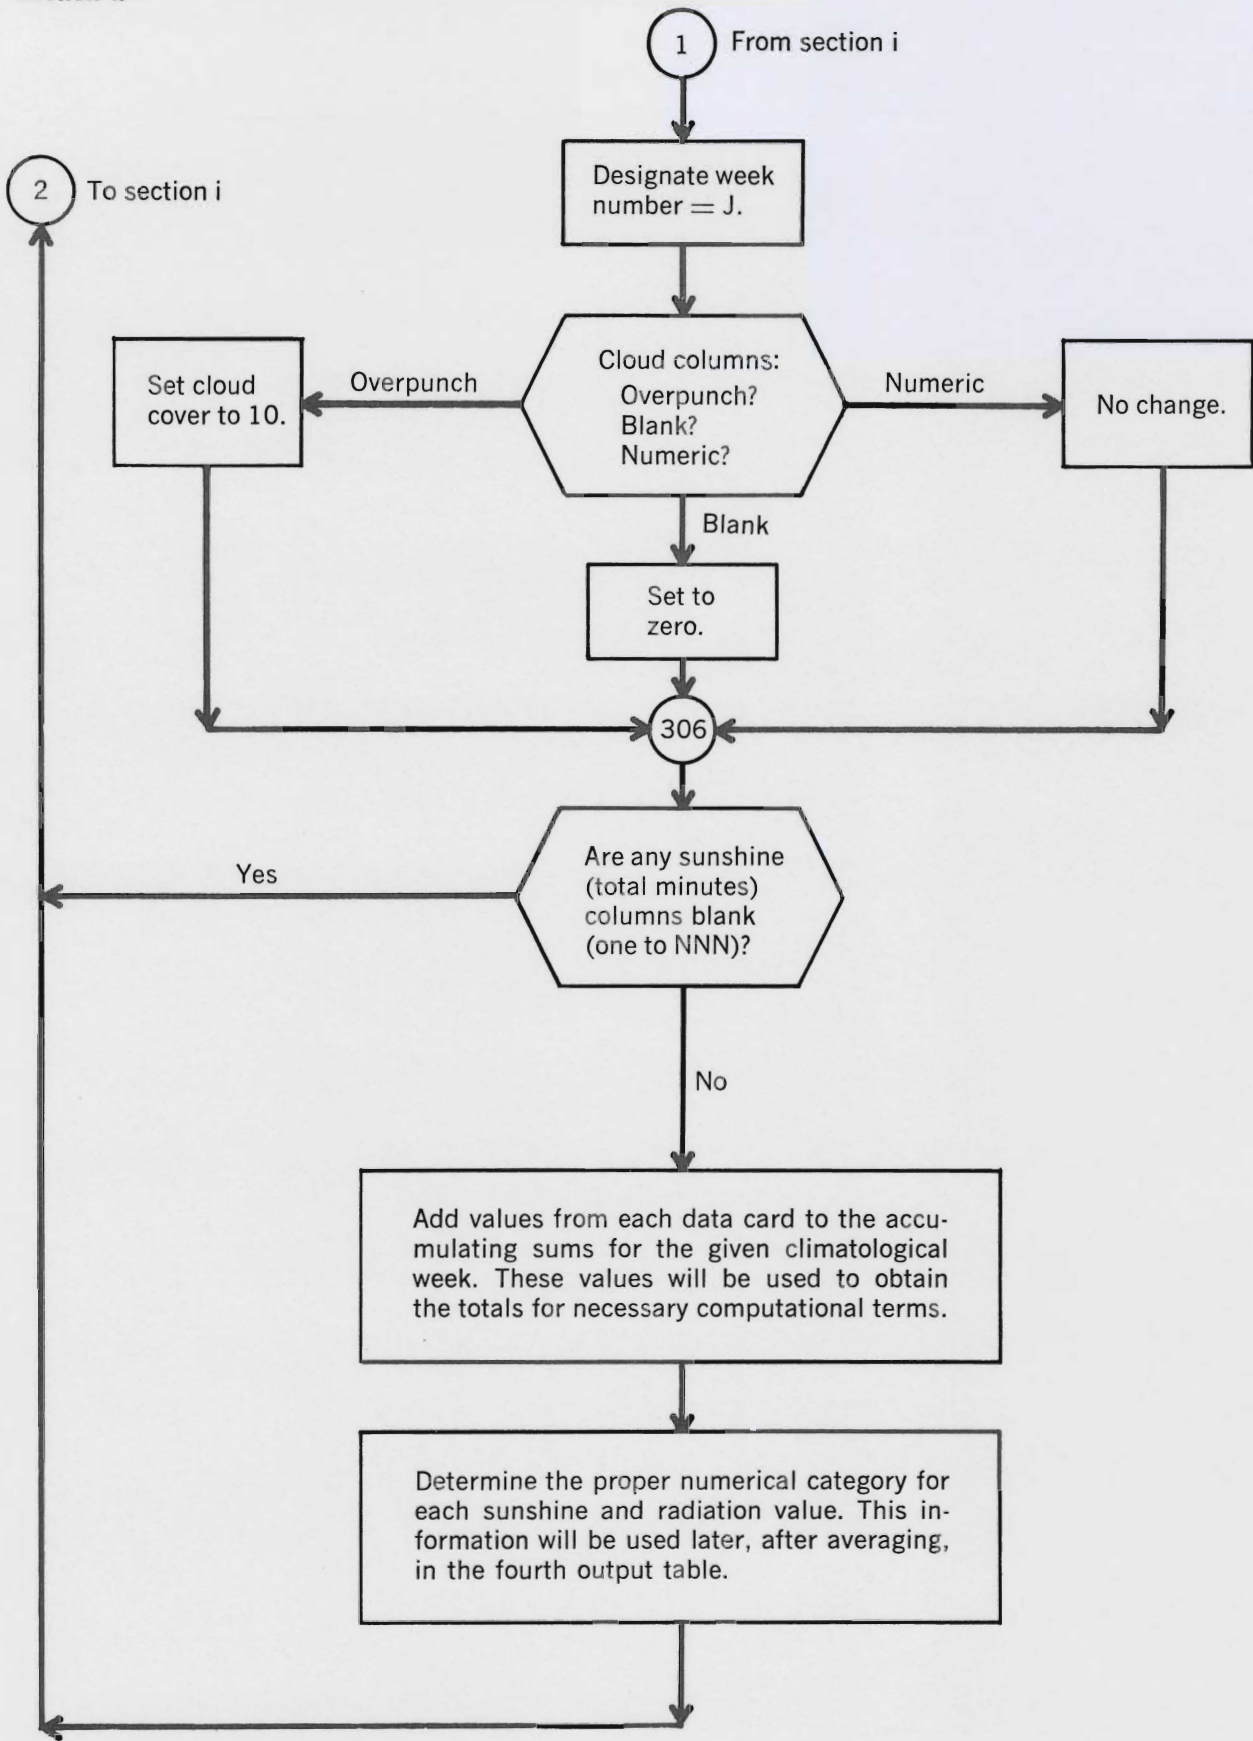 1 From section i
Designate week
number = J.
2 To section i
Cloud columns:
Overpunch?
Blank?
Numeric?
Overpunch
Numeric
Set cloud
cover to 10.
No change.
Blank
Set to
zero.
306
Are any sunshine
(total minutes)
columns blank
(one to NNN)?
Yes
No
Add values from each data card to the accu-
mulating sums for the given climatological
week. These values will be used to obtain
the totals for necessary computational terms.
Determine the proper numerical category for
each sunshine and radiation value. This in-
formation will be used later, after averaging,
in the fourth output table.